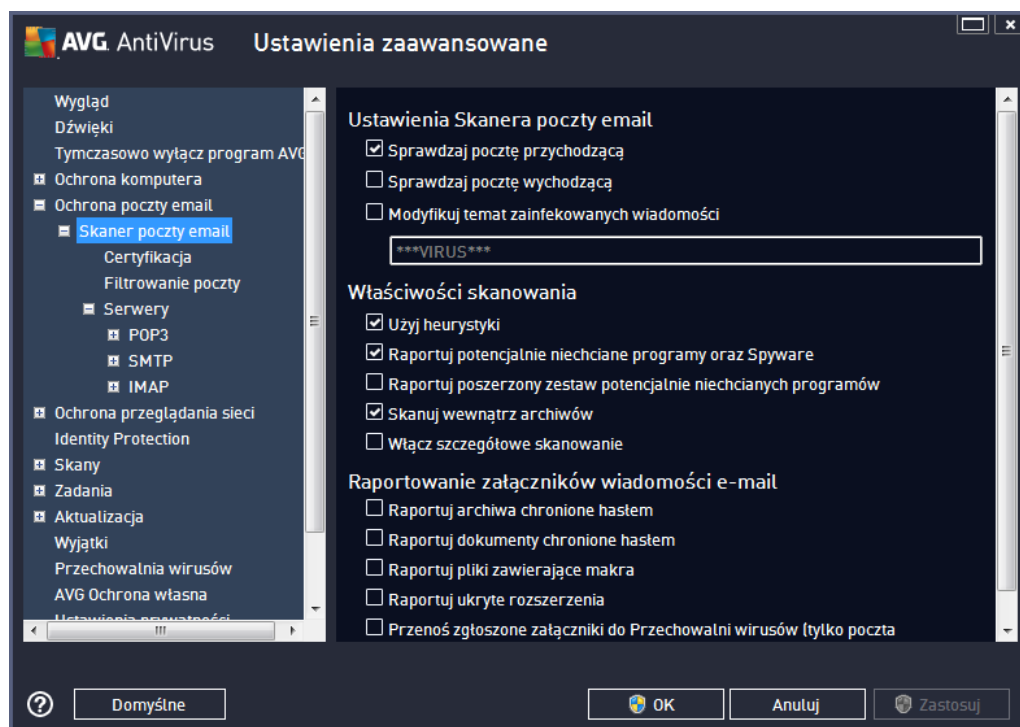 AVG. AntiVirus Ustawienia zaawansowane
Wygląd
Dźwięki
Tymczasowo wyłącz program AVG
Ochrona komputera
Ochrona poczty email
Skaner poczty email
Certyfikacja
Filtrowanie poczty
Serwery
POP3
SMTP
IMAP
Ochrona przeglądania sieci
Identity Protection
Skany
Zadania
Aktualizacja
Wyjątki
Przechowalnia wirusów
AVG Ochrona własna
Ustawienia prywatności
Ustawienia Skanera poczty email
Sprawdzaj pocztę przychodzącą
Sprawdzaj pocztę wychodzącą
Modyfikuj temat zainfekowanych wiadomości
***VIRUS***
Właściwości skanowania
Użyj heurystyki
Raportuj potencjalnie niechciane programy oraz Spyware
Raportuj poszerzony zestaw potencjalnie niechcianych programów
Skanuj wewnątrz archiwów
Włącz szczegółowe skanowanie
Raportowanie załączników wiadomości e-mail
Raportuj archiwa chronione hasłem
Raportuj dokumenty chronione hasłem
Raportuj pliki zawierające makra
Raportuj ukryte rozszerzenia
Przenoś zgłoszone załączniki do Przechowalni wirusów (tylko poczta
Domyślne
OK
Anuluj
Zastosuj